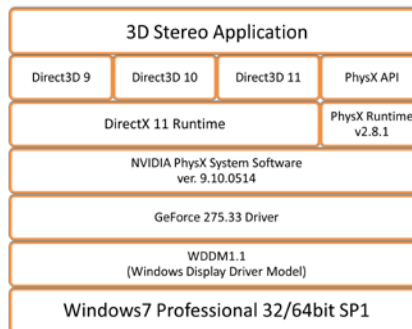 3D Stereo Application
Direct3D 9
Direct3D 10
Direct3D 11
PhysX API
DirectX 11 Runtime
PhysX Runtime
v2.8.1
NVIDIA PhysX System Software
ver. 9.10.0514
GeForce 275.33 Driver
WDDM1.1
(Windows Display Driver Model)
Windows7 Professional 32/64bit SP1